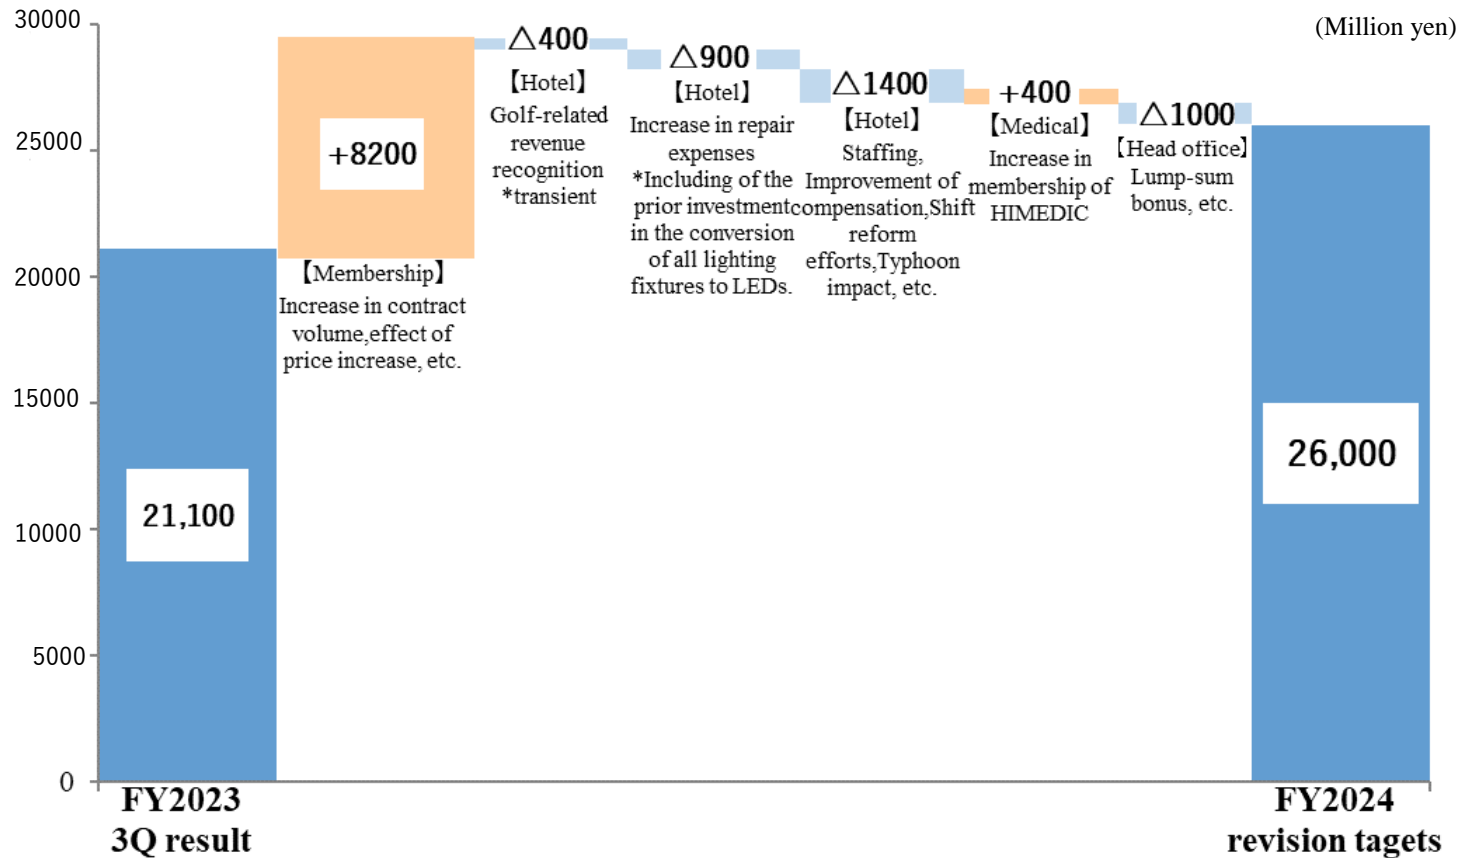 (Million yen)
30000
25000
20000
15000
10000
5000
0
21,100
+8200
【Membership】
Increase in contract
volume,effect of
price increase, etc.
△400
【Hotel】
Golf-related
revenue
recognition
*transient
△900
【Hotel】
Increase in repair
expenses
*Including of the
prior investment
in the conversion
of all lighting
fixtures to LEDs.
△1400
【Hotel】
Staffing,
Improvement of
compensation,Shift
reform
efforts,Typhoon
impact, etc.
+400
【Medical】
Increase in
membership of
HIMEDIC
△1000
【Head office】
Lump-sum
bonus, etc.
26,000
FY2023
3Q result
FY2024
revision tagets